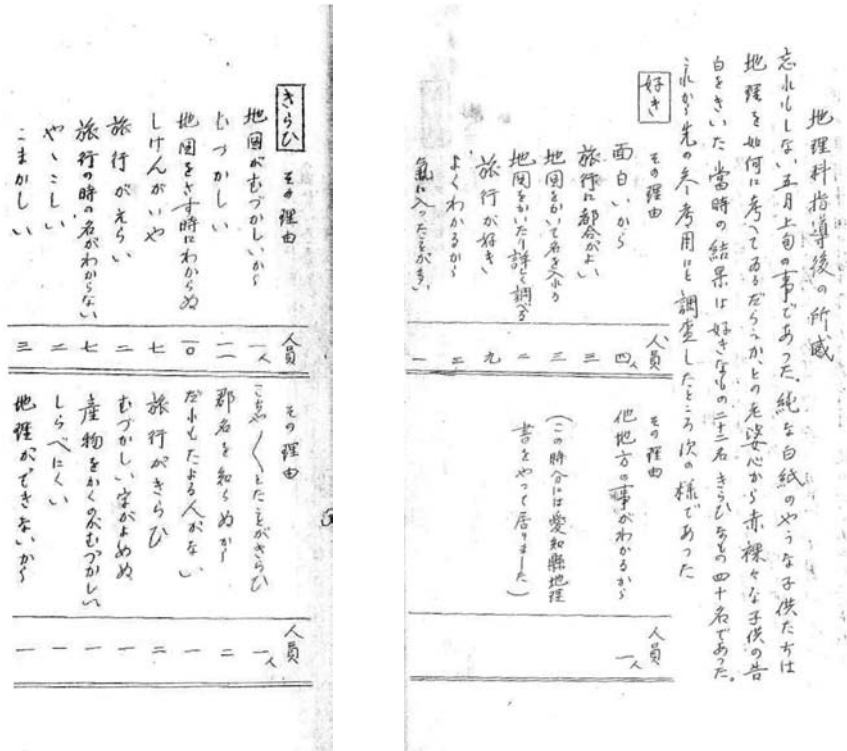 地理科指導後の所感
忘れもしない五月上旬の事であった。純な白紙のやうな子供たちは
地理を如何に考へてゐるだらうかとの老婆心から赤裸々な子供の告
白をきいた當時の結果は好きなもの二十二名きらひなもの四十名であった。
これから先の参考用にと調査したところ次の様であった
好き その理由 人員 その理由 人員
面白いから 四人 他地方の事がわかるから 一人
旅行に都合がよい 三
地図をかいて名を入れる 三 (この時分には愛知縣地理
地図をかいたり詳しく調べる 二 書をやって居りました)
旅行が好き 九
よくわかるから 二
氣に入ったことが多い 一
きらひ その理由 人員 その理由 人員
地図がむづかしいから 一人 こちゃ〱とたことがきらひ 一人
むづかしい 一一 郡名を知らぬから 二
地図をさす時にわからぬ 一〇 だれもたよる人がない 一
しけんがいや 七 旅行がきらひ 二
旅行がえらい 二 むづかしい字がよめぬ 一
旅行の時の名がわからない 七 産物をかくのがむづかしい 一
やゝこしい 二 しらべにくい 一
こまかしい 三 地理ができないから 一